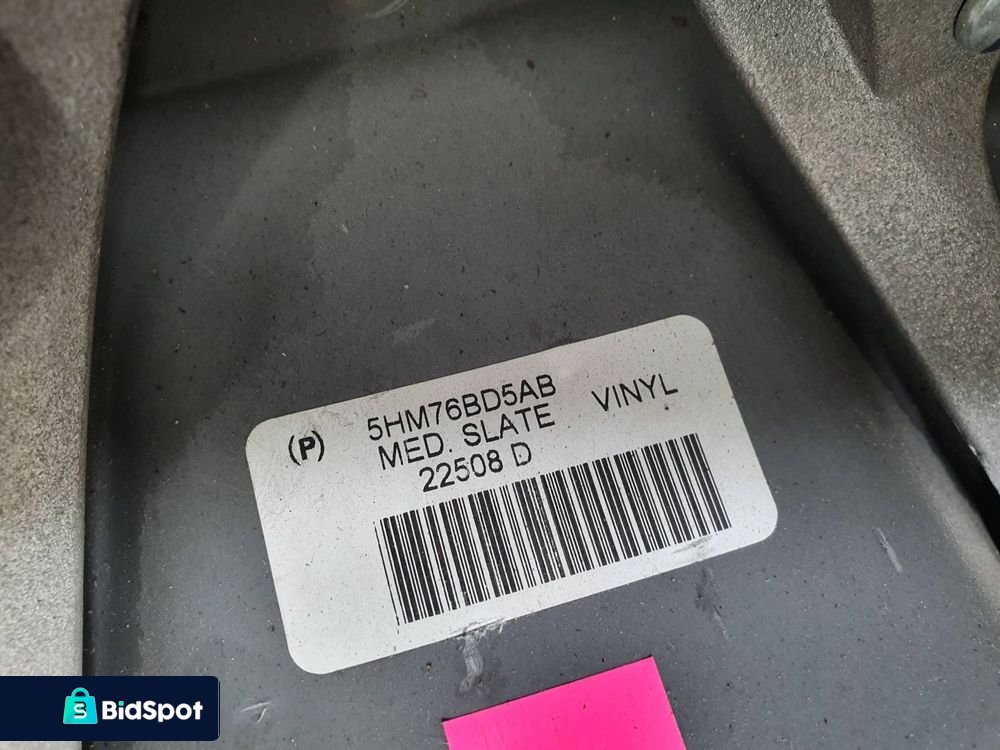 (P) 5HM76BD5AB
MED. SLATE VINYL
22508 D
BidSpot